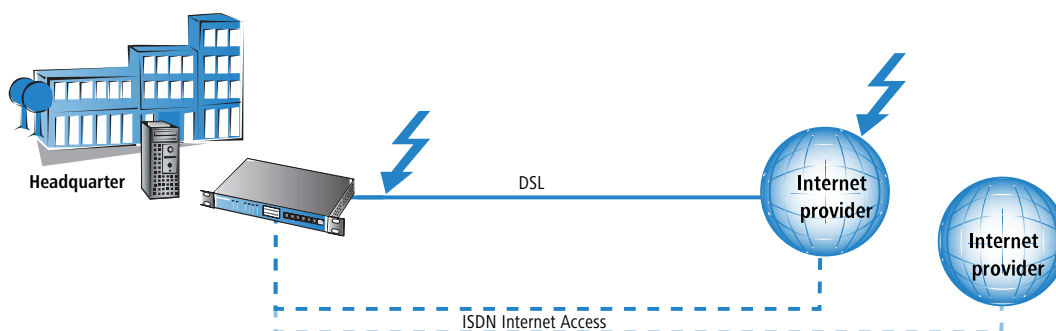 Headquarter
DSL
Internet
provider
Internet
provider
ISDN Internet Access